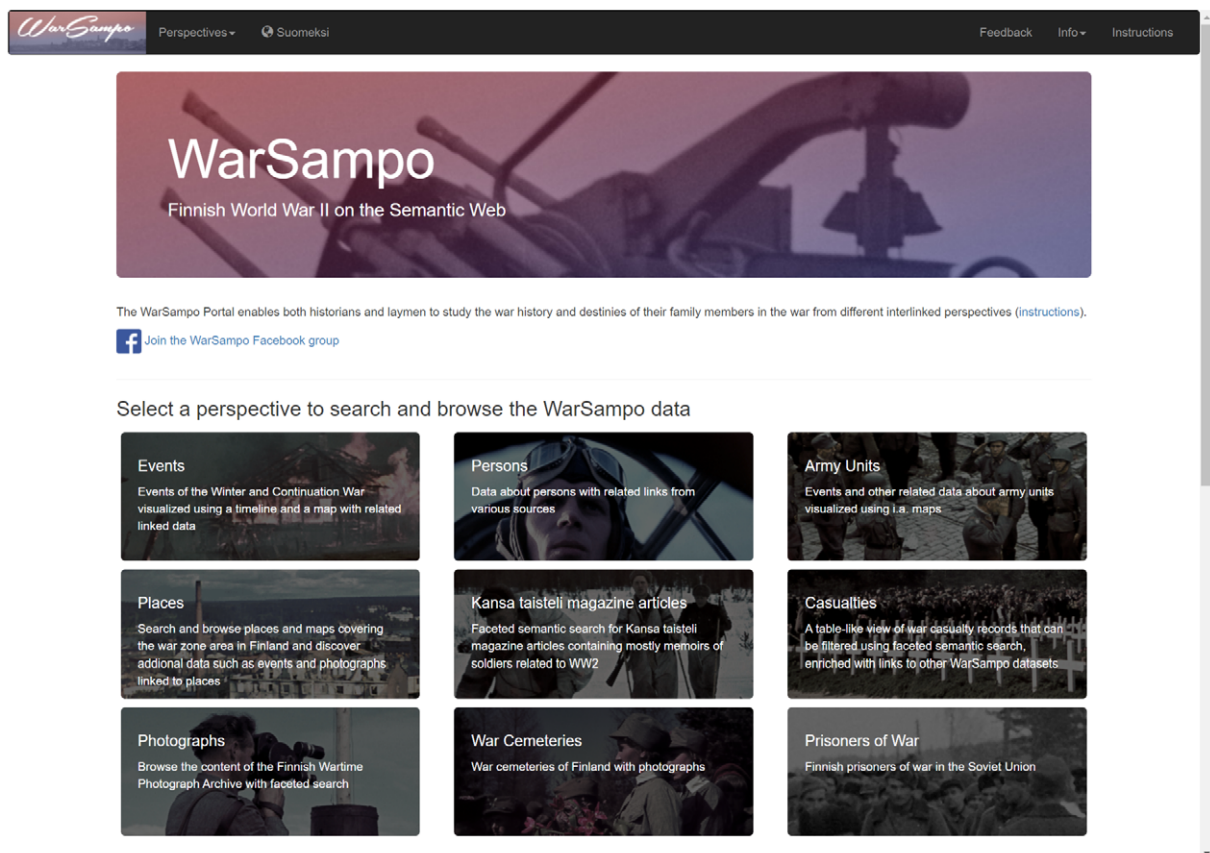 WarSampo
Perspectives
Suomeksi
Feedback
Info
Instructions
WarSampo
Finnish World War II on the Semantic Web
The WarSampo Portal enables both historians and laymen to study the war history and destinies of their family members in the war from different interlinked perspectives (instructions).
Join the WarSampo Facebook group
Select a perspective to search and browse the WarSampo data
Events
Events of the Winter and Continuation War
visualized using a timeline and a map with related
linked data
Persons
Data about persons with related links from
various sources
Army Units
Events and other related data about army units
visualized using i.a. maps
Places
Search and browse places and maps covering
the war zone area in Finland and discover
addional data such as events and photographs
linked to places
Kansa taisteli magazine articles
Faceted semantic search for Kansa taisteli
magazine articles containing mostly memoirs of
soldiers related to WW2
Casualties
A table-like view of war casualty records that can
be filtered using faceted semantic search,
enriched with links to other WarSampo datasets
Photographs
Browse the content of the Finnish Wartime
Photograph Archive with faceted search
War Cemeteries
War cemeteries of Finland with photographs
Prisoners of War
Finnish prisoners of war in the Soviet Union